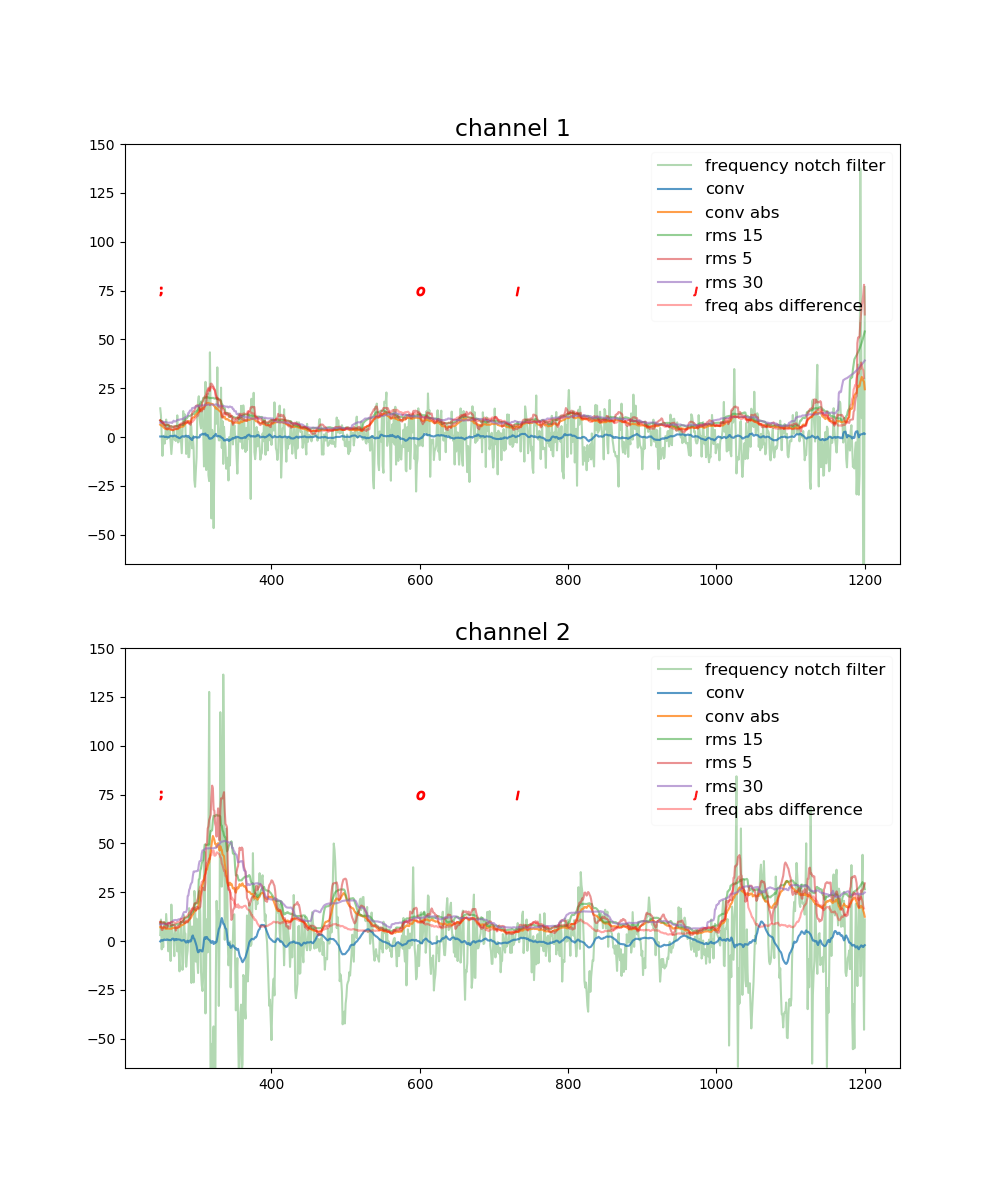 channel 1
150
125
100
75
50
25
0
−25
−50
400 600 800 1000 1200
frequency notch filter
conv
conv abs
rms 15
rms 5
rms 30
freq abs difference
; o
channel 2
150
125
100
75
50
25
0
−25
−50
400 600 800 1000 1200
frequency notch filter
conv
conv abs
rms 15
rms 5
rms 30
freq abs difference
; o